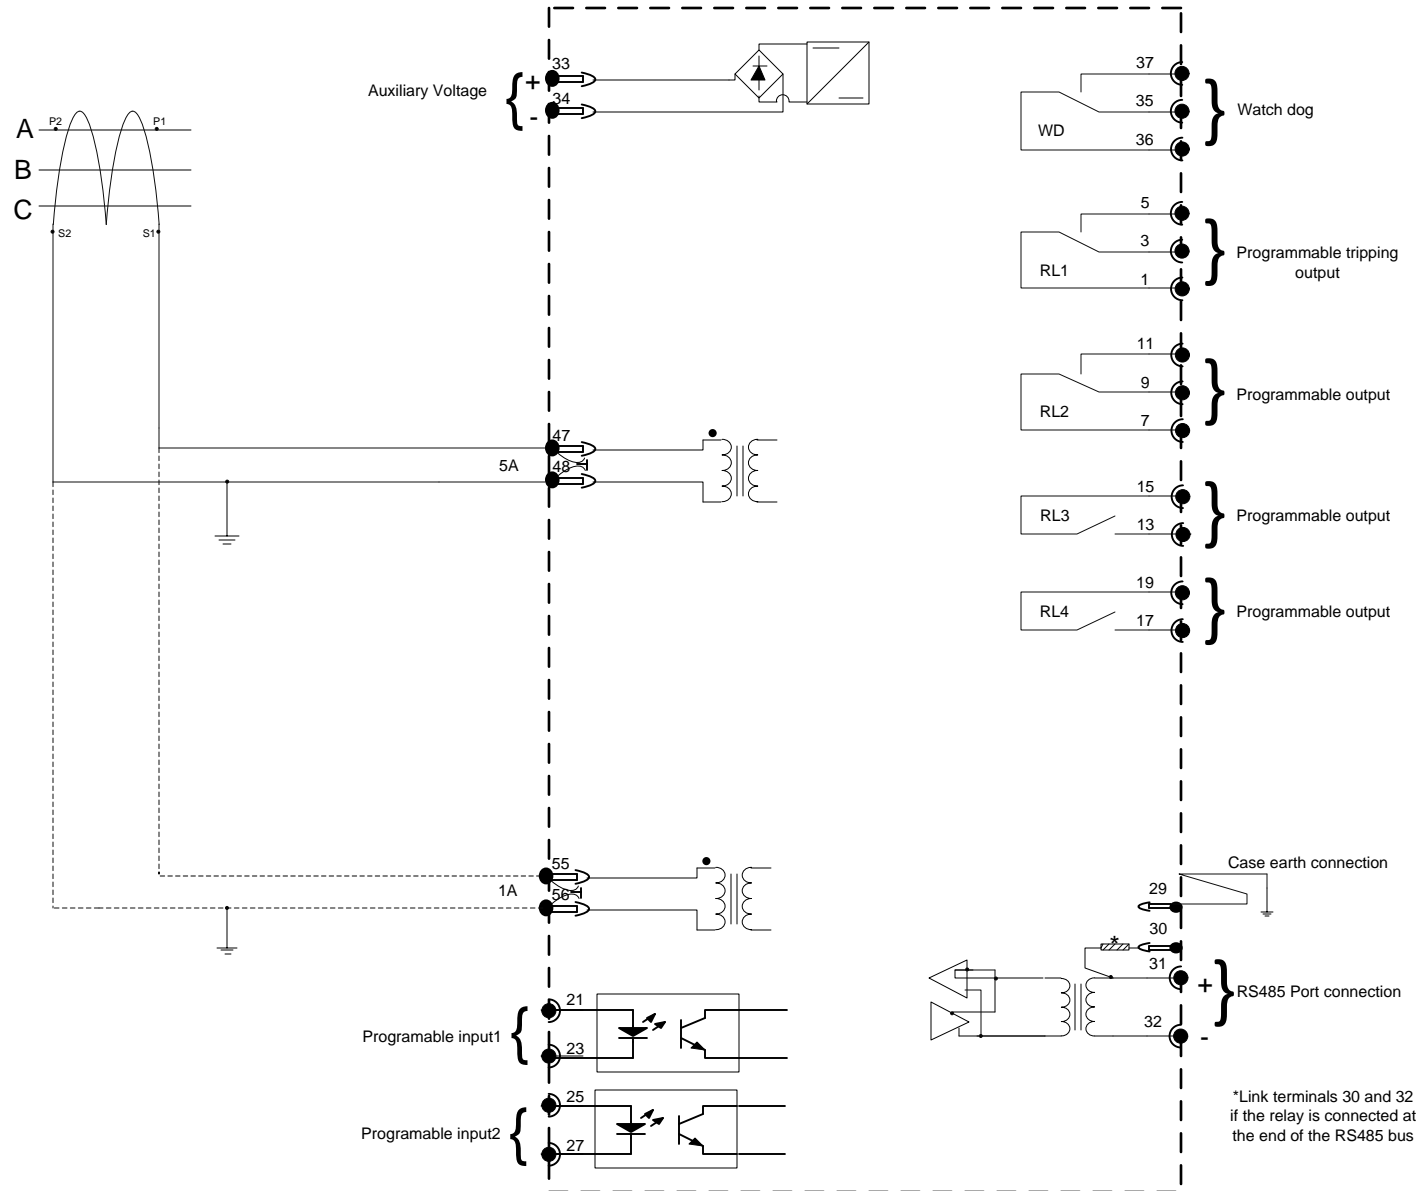 Auxiliary Voltage
+
-
33
34
A
B
C
P2
P1
S2
S1
5A
47
48
1A
55
56
Programable input1
21
23
Programable input2
25
27
WD
37
35
36
Watch dog
RL1
5
3
1
Programmable tripping
output
RL2
11
9
7
Programmable output
RL3
15
13
Programmable output
RL4
19
17
Programmable output
Case earth connection
29
30
*
31
32
+
-
RS485 Port connection
*Link terminals 30 and 32
if the relay is connected at
the end of the RS485 bus